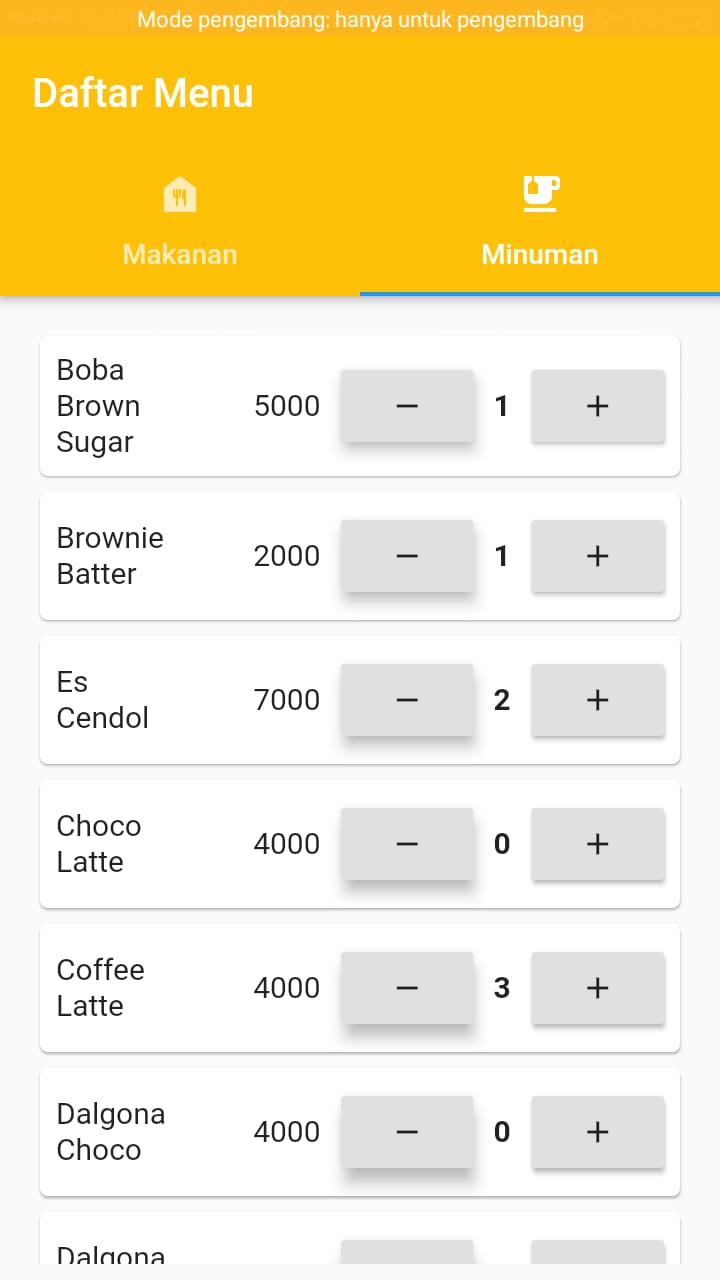 Mode pengembang: hanya untuk pengembang
Daftar Menu
Makanan
Minuman
Boba
Brown
Sugar
5000
−
1
+
Brownie
Batter
2000
−
1
+
Es
Cendol
7000
−
2
+
Choco
Latte
4000
−
0
+
Coffee
Latte
4000
−
3
+
Dalgona
Choco
4000
−
0
+
Dalgona